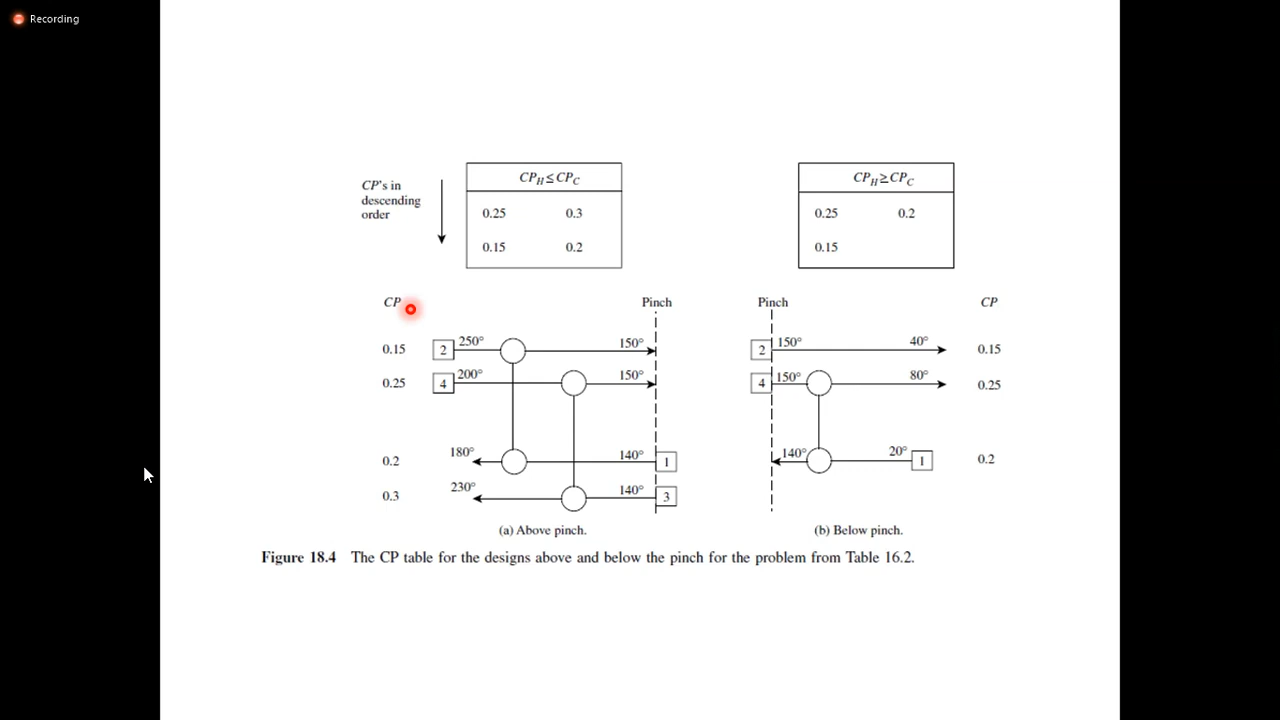 Recording
CP's in
descending
order
CP_H ≤ CP_C
0.25 0.3
0.15 0.2
CP_H ≥ CP_C
0.25 0.2
0.15
CP Pinch
0.15 2 250° 150°
0.25 4 200° 150°
0.2 180° 140° 1
0.3 230° 140° 3
(a) Above pinch.
Pinch CP
2 150° 40° 0.15
4 150° 80° 0.25
140° 20° 1 0.2
(b) Below pinch.
Figure 18.4 The CP table for the designs above and below the pinch for the problem from Table 16.2.